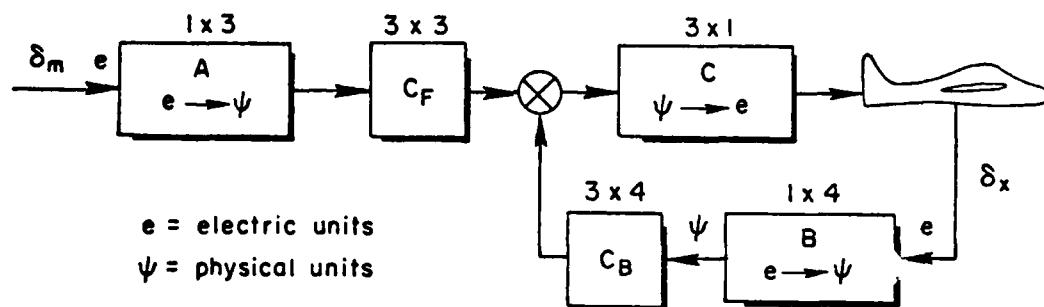 1 x 3
3 x 3
3 x 1
δm
e
A
e → ψ
CF
C
ψ → e
δx
3 x 4
1 x 4
e = electric units
ψ = physical units
CB
ψ
B
e → ψ
e